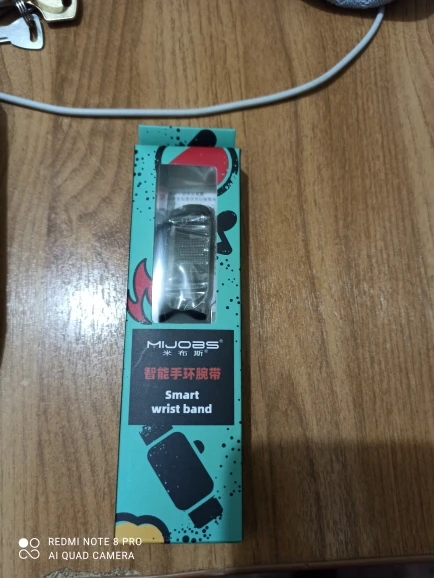 MIJOBS®
米布斯®
智能手环腕带
Smart
wrist band
REDMI NOTE 8 PRO
AI QUAD CAMERA